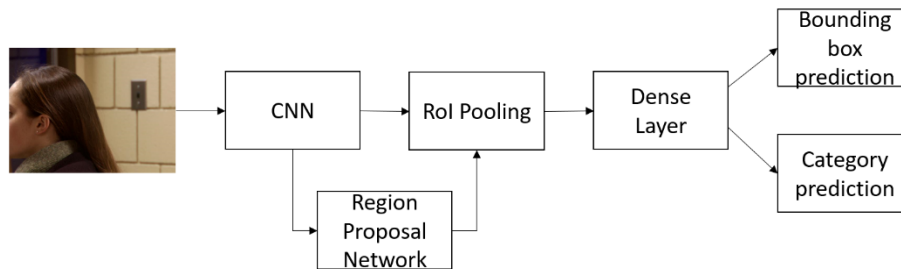 CNN
RoI Pooling
Dense
Layer
Bounding
box
prediction
Category
prediction
Region
Proposal
Network